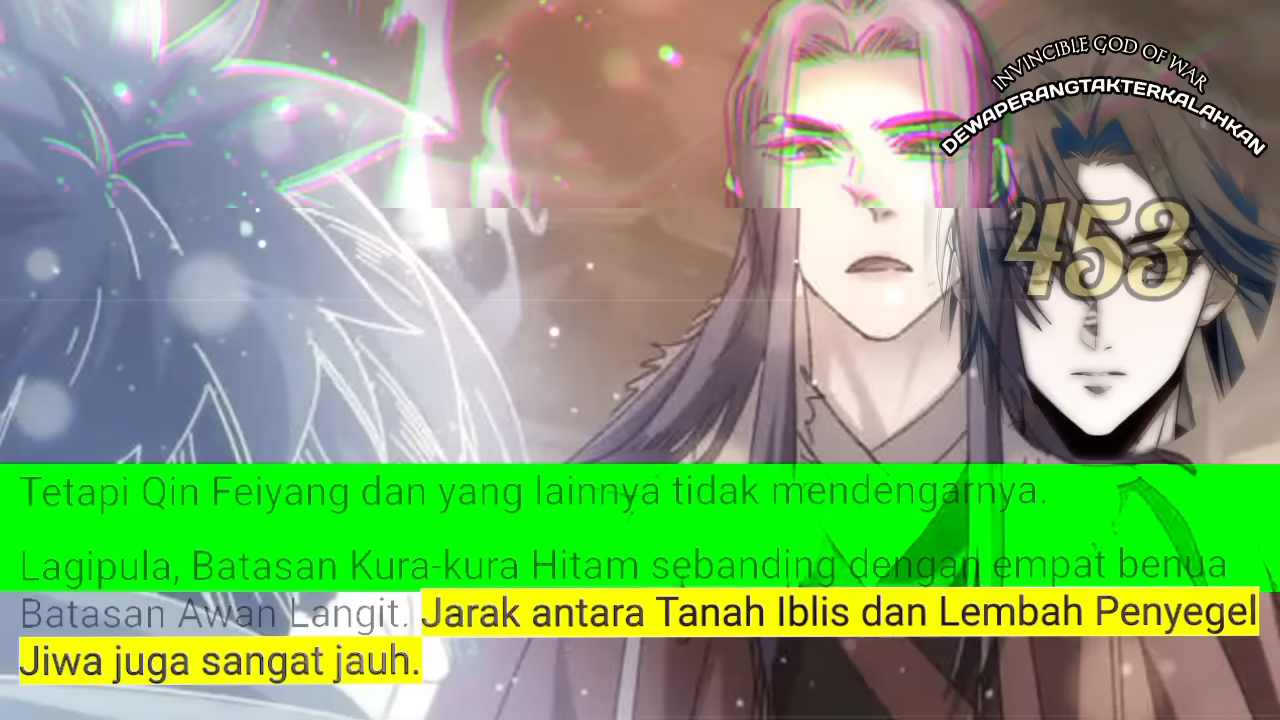 INVINCIBLE GOD OF WAR
DEWAPERANGTAKTERKALAHKAN
453
Tetapi Qin Feiyang dan yang lainnya tidak mendengarnya.
Lagipula, Batasan Kura-kura Hitam sebanding dengan empat benua
Batasan Awan Langit. Jarak antara Tanah Iblis dan Lembah Penyegel
Jiwa juga sangat jauh.